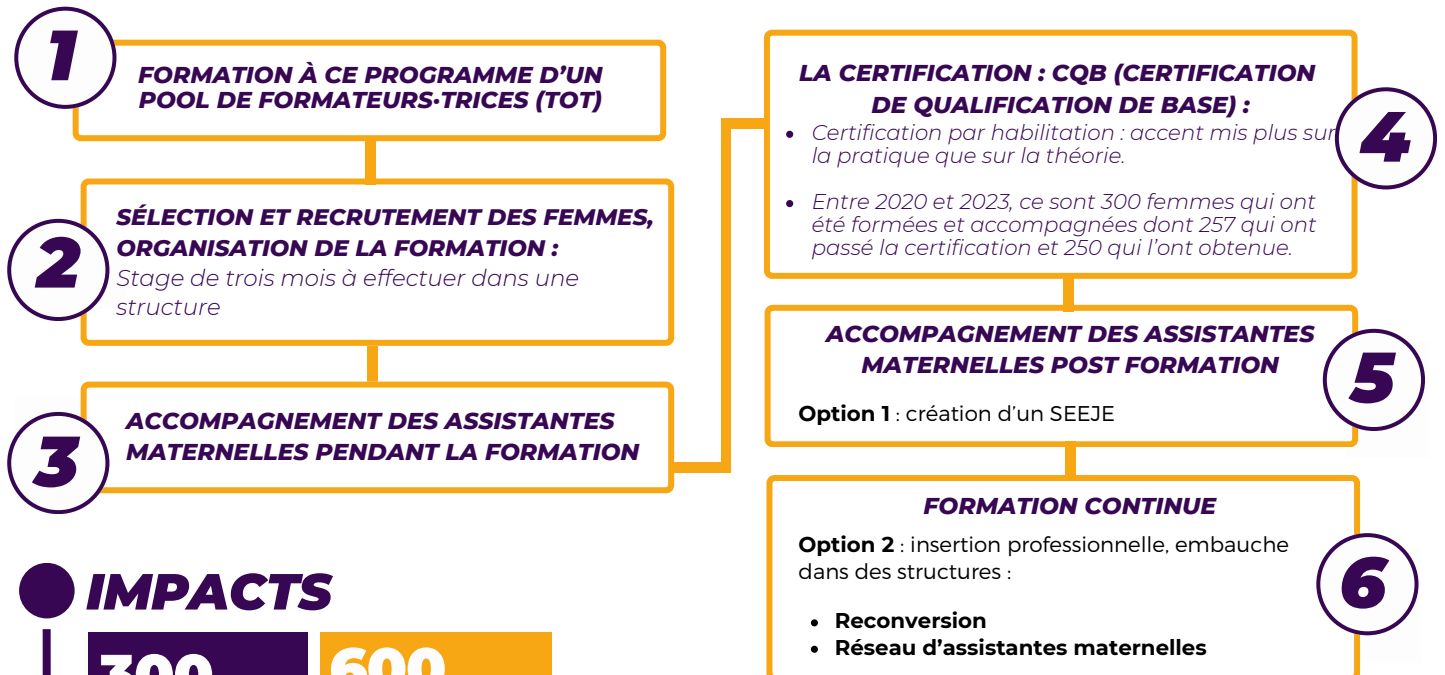 1
FORMATION À CE PROGRAMME D'UN
POOL DE FORMATEURS·TRICES (TOT)
2
SÉLECTION ET RECRUTEMENT DES FEMMES,
ORGANISATION DE LA FORMATION :
Stage de trois mois à effectuer dans une
structure
3
ACCOMPAGNEMENT DES ASSISTANTES
MATERNELLES PENDANT LA FORMATION
LA CERTIFICATION : CQB (CERTIFICATION
DE QUALIFICATION DE BASE) :
• Certification par habilitation : accent mis plus sur
la pratique que sur la théorie.
• Entre 2020 et 2023, ce sont 300 femmes qui ont
été formées et accompagnées dont 257 qui ont
passé la certification et 250 qui l'ont obtenue.
4
ACCOMPAGNEMENT DES ASSISTANTES
MATERNELLES POST FORMATION
Option 1 : création d'un SEEJE
5
FORMATION CONTINUE
Option 2 : insertion professionnelle, embauche
dans des structures :
• Reconversion
• Réseau d'assistantes maternelles
6
IMPACTS
300
600